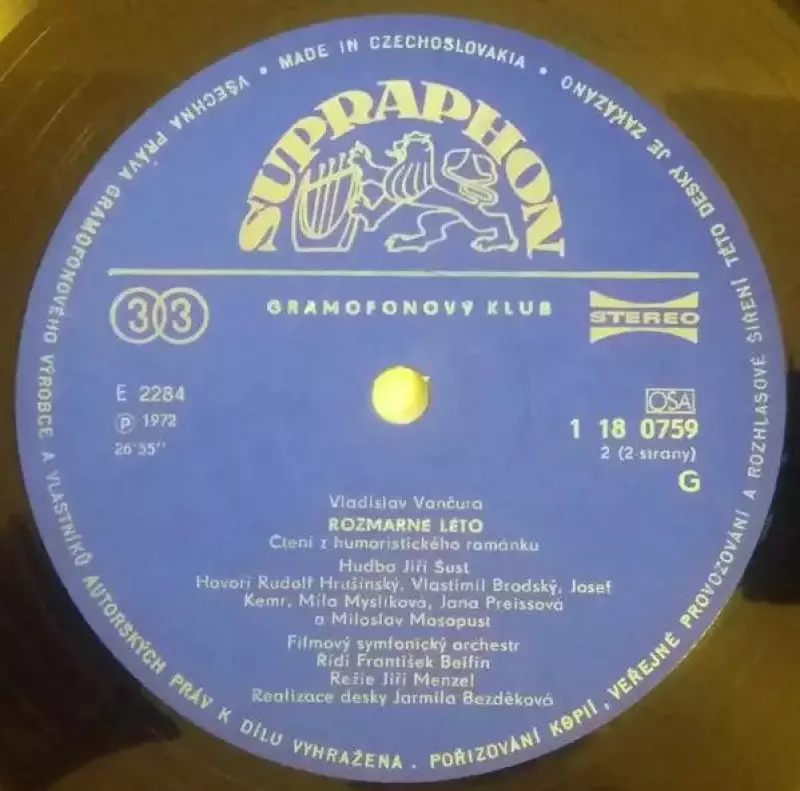 • MADE IN CZECHOSLOVAKIA •
VŠECHNA PRÁVA GRAMOFONOVÉHO VÝROBCE A VLASTNÍKŮ AUTORSKÝCH PRÁV K DÍLU VYHRAŽENA. POŘIZOVÁNÍ KOPIÍ, VEŘEJNÉ PROVOZOVÁNÍ A ROZHLASOVÉ ŠÍŘENÍ TÉTO DESKY JE ZAKÁZÁNO
SUPRAPHON
33
GRAMOFONOVÝ KLUB
STEREO
E 2284
Ⓟ 1972
26'55"
OSA
1 18 0759
2 (2 strany)
G
Vladislav Vančura
ROZMARNÉ LÉTO
Čtení z humoristického románku
Hudba Jiří Šust
Hovoří Rudolf Hrušínský, Vlastimil Brodský, Josef
Kemr, Míla Myslíková, Jana Preissová
a Miloslav Mosopust
Filmový symfonický orchestr
Řídí František Belfín
Režie Jiří Menzel
Realizace desky Jarmila Bezděková